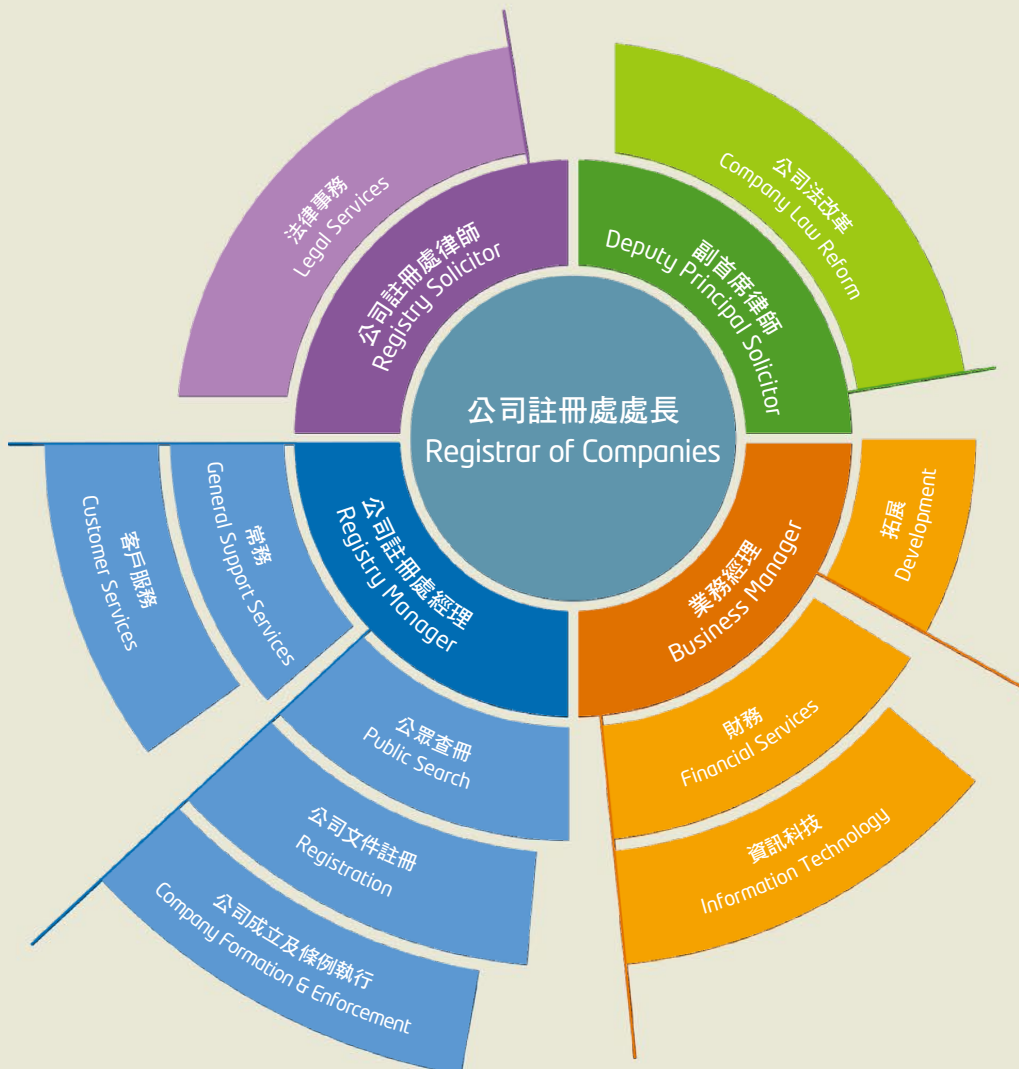 公司註冊處處長
Registrar of Companies
公司註冊處律師
Registry Solicitor
法律事務
Legal Services
副首席律師
Deputy Principal Solicitor
公司法改革
Company Law Reform
業務經理
Business Manager
拓展
Development
財務
Financial Services
資訊科技
Information Technology
公司註冊處經理
Registry Manager
常務
General Support Services
客戶服務
Customer Services
公眾查冊
Public Search
公司文件註冊
Registration
公司成立及條例執行
Company Formation & Enforcement